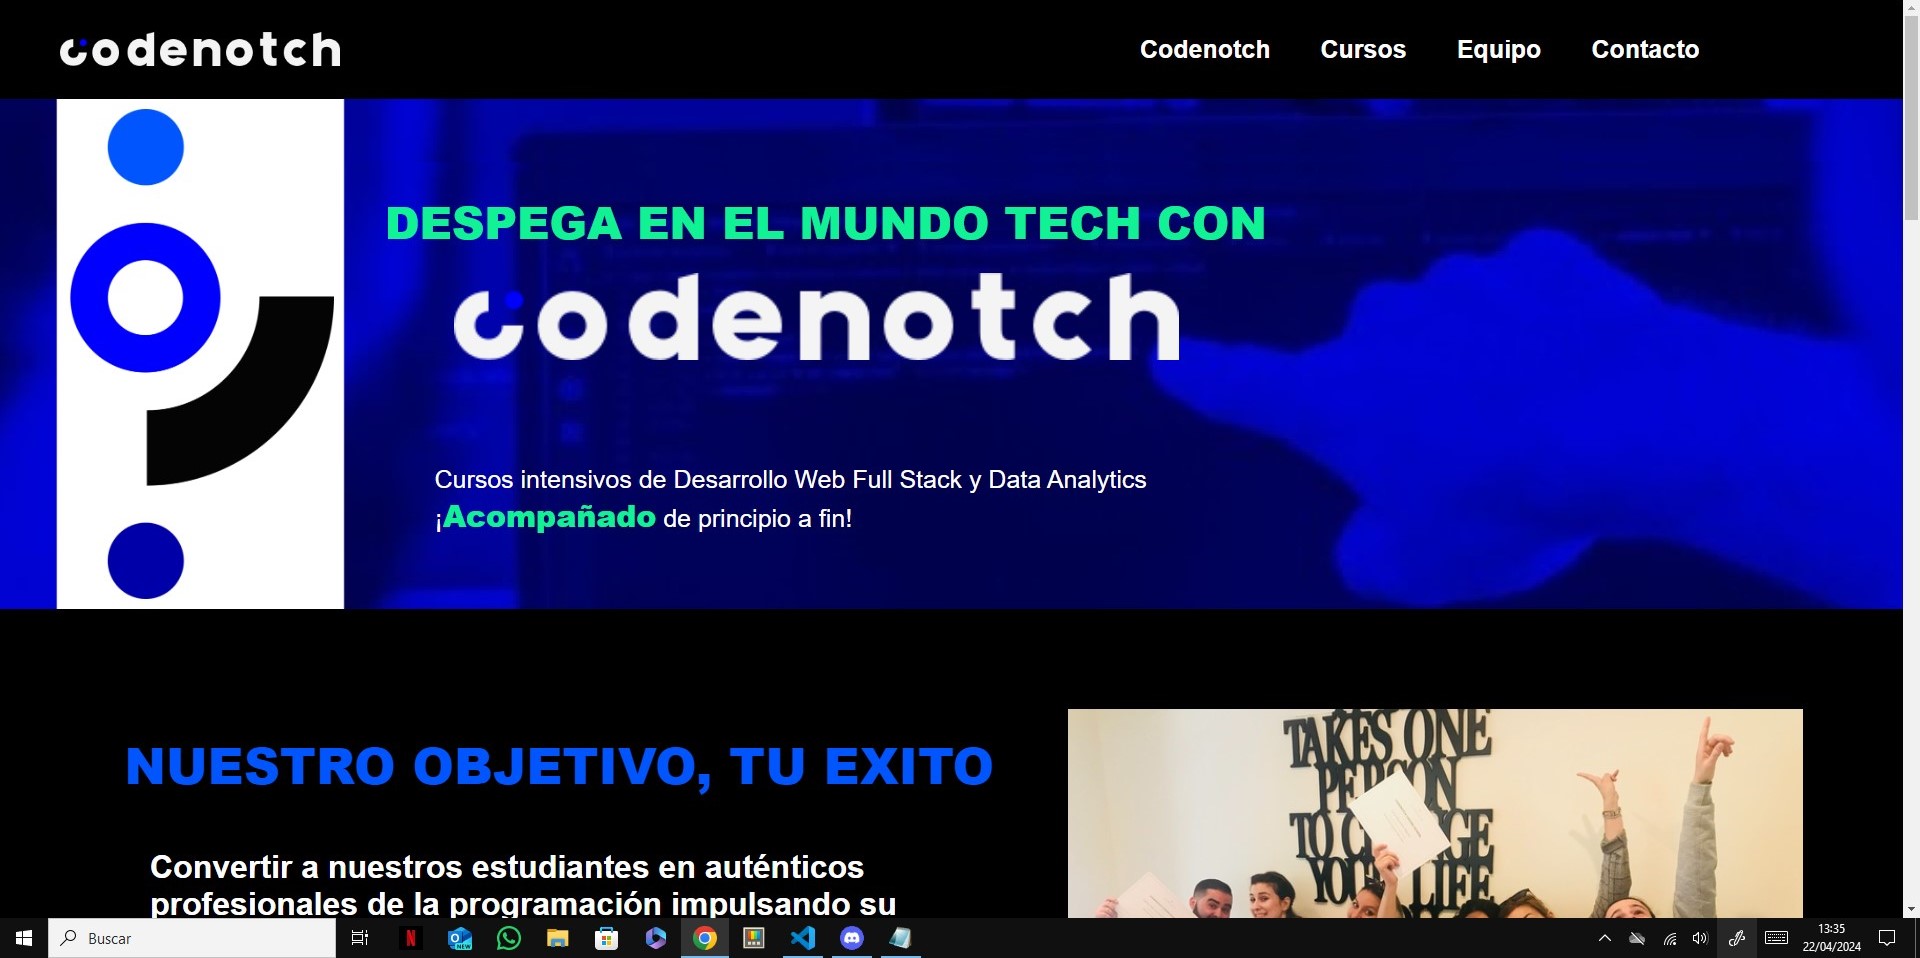 codenotch
Codenotch Cursos Equipo Contacto
DESPEGA EN EL MUNDO TECH CON
codenotch
Cursos intensivos de Desarrollo Web Full Stack y Data Analytics
¡Acompañado de principio a fin!
NUESTRO OBJETIVO, TU EXITO
Convertir a nuestros estudiantes en auténticos
profesionales de la programación impulsando su
TAKES ONE
PERSON
TO CHANGE
YOUR LIFE
Buscar
N
NEW
13:35
22/04/2024